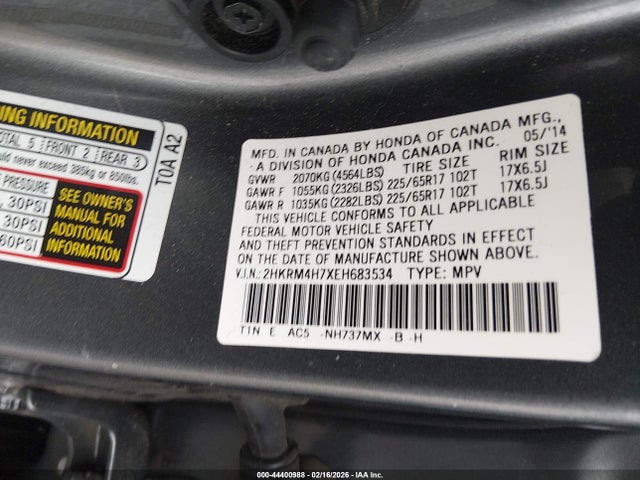 NG INFORMATION
OTAL 5 FRONT 2 REAR 3
ould never exceed 385kg or 850lbs.
PRESSURE
, 30PSI
, 30PSI
60PSI
SEE OWNER'S
MANUAL FOR
ADDITIONAL
INFORMATION
T0A A2
MFD. IN CANADA BY HONDA OF CANADA MFG.,
A DIVISION OF HONDA CANADA INC. 05/'14
GVWR 2070KG (4564LBS) TIRE SIZE RIM SIZE
GAWR F 1055KG (2326LBS) 225/65R17 102T 17X6.5J
GAWR R 1035KG (2282LBS) 225/65R17 102T 17X6.5J
THIS VEHICLE CONFORMS TO ALL APPLICABLE
FEDERAL MOTOR VEHICLE SAFETY
AND THEFT PREVENTION STANDARDS IN EFFECT
ON THE DATE OF MANUFACTURE SHOWN ABOVE.
V.I.N.: 2HKRM4H7XEH683534 TYPE: MPV
TIN E AC5 -NH737MX -B -H
000-44400988 - 02/16/2026 - IAA Inc.